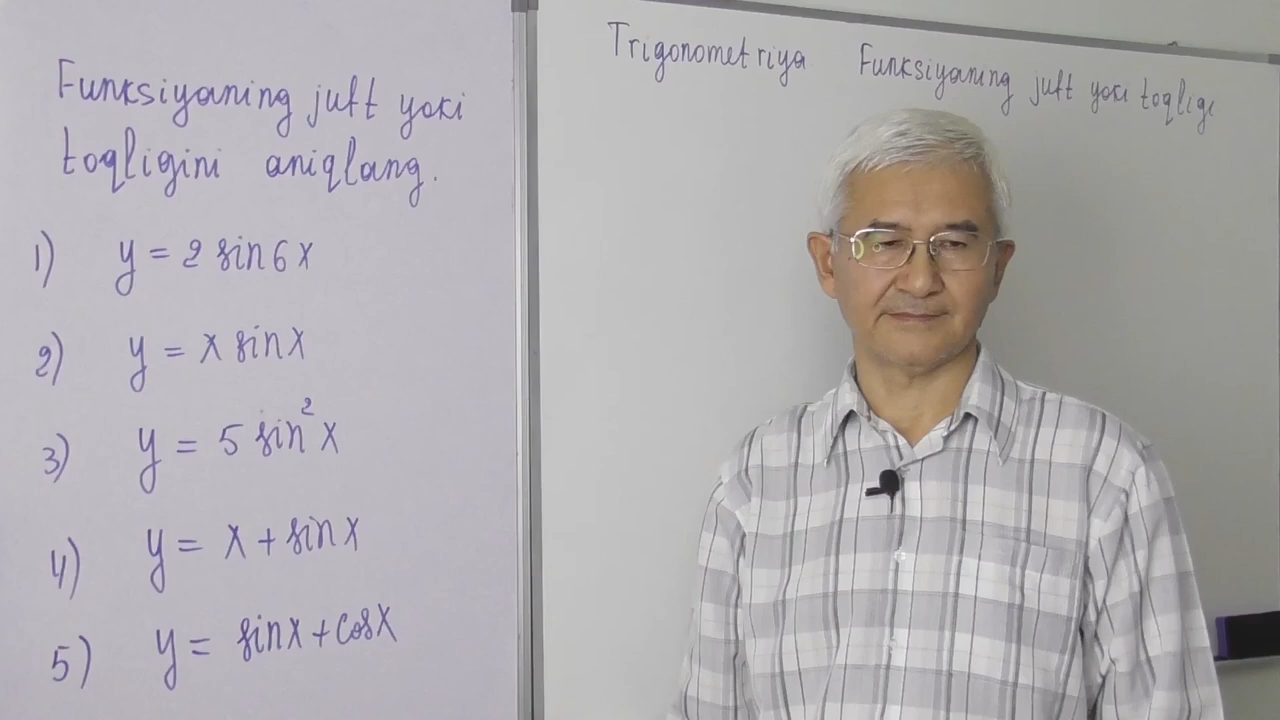 Funksiyaning juft yoki
toqligini aniqlang.
1) y = 2 sin 6x
2) y = x sin x
3) y = 5 sin² x
4) y = x + sin x
5) y = sin x + cos x
Trigonometriya Funksiyaning juft yoki toqligi